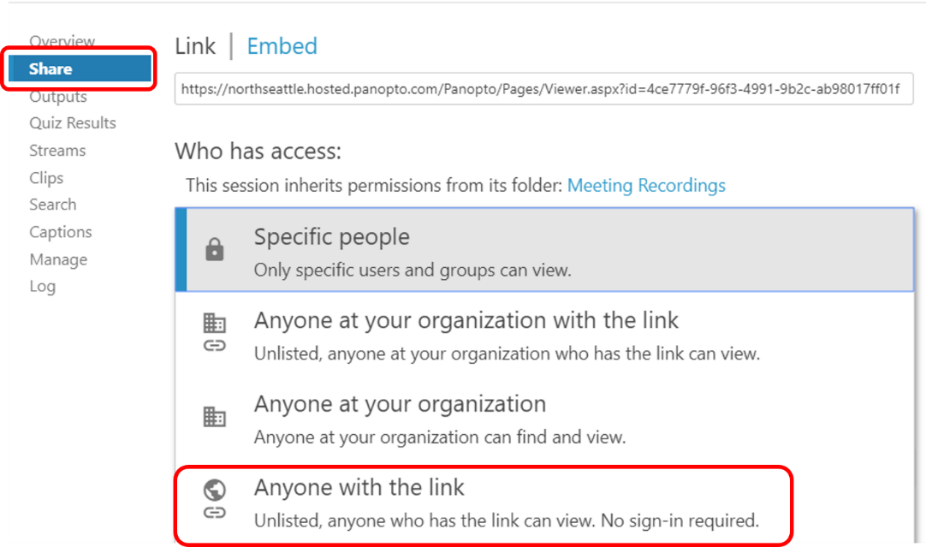 Overview
Share
Outputs
Quiz Results
Streams
Clips
Search
Captions
Manage
Log
Link | Embed
https://northseattle.hosted.panopto.com/Panopto/Pages/Viewer.aspx?id=4ce7779f-96f3-4991-9b2c-ab98017ff01f
Who has access:
This session inherits permissions from its folder: Meeting Recordings
Specific people
Only specific users and groups can view.
Anyone at your organization with the link
Unlisted, anyone at your organization who has the link can view.
Anyone at your organization
Anyone at your organization can find and view.
Anyone with the link
Unlisted, anyone who has the link can view. No sign-in required.